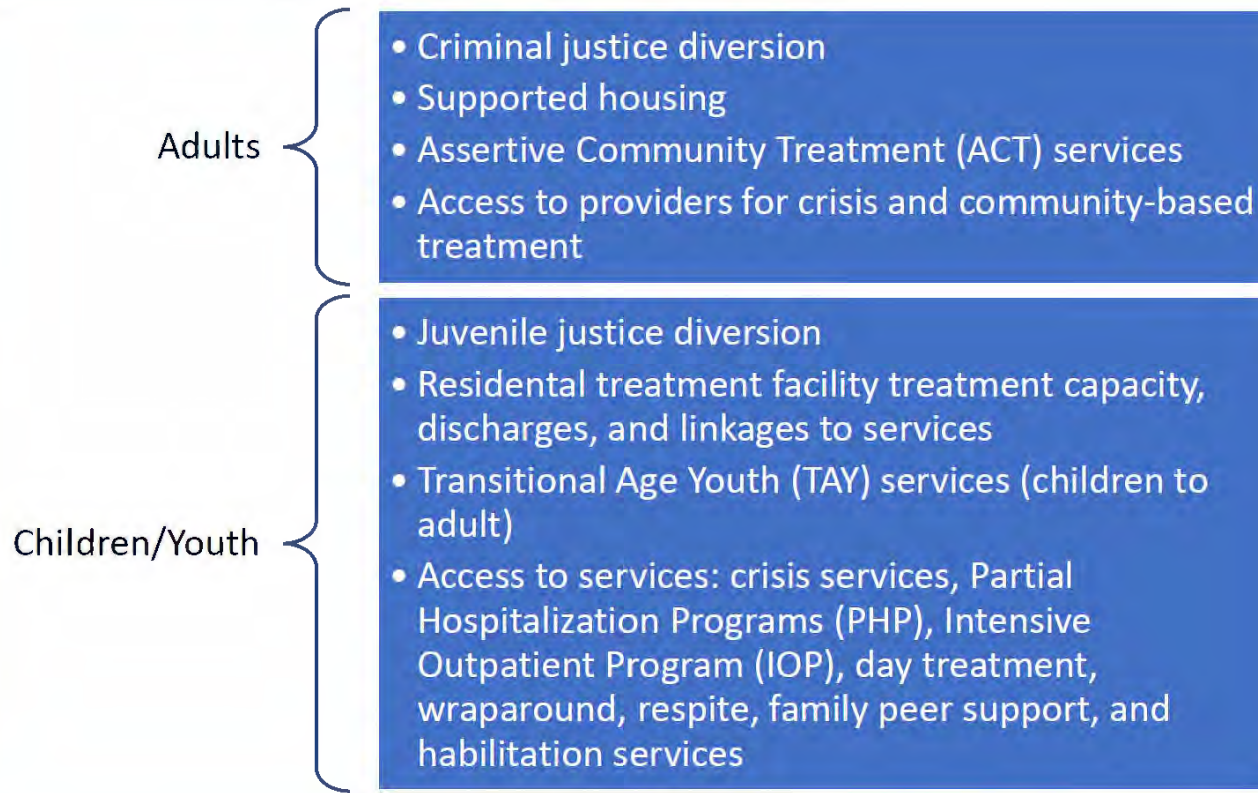 Adults
• Criminal justice diversion
• Supported housing
• Assertive Community Treatment (ACT) services
• Access to providers for crisis and community-based
treatment
Children/Youth
• Juvenile justice diversion
• Residental treatment facility treatment capacity,
discharges, and linkages to services
• Transitional Age Youth (TAY) services (children to
adult)
• Access to services: crisis services, Partial
Hospitalization Programs (PHP), Intensive
Outpatient Program (IOP), day treatment,
wraparound, respite, family peer support, and
habilitation services